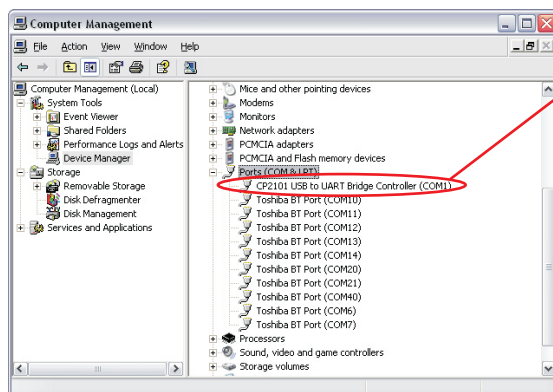 Computer Management
File Action View Window Help
Computer Management (Local)
System Tools
Event Viewer
Shared Folders
Performance Logs and Alerts
Device Manager
Storage
Removable Storage
Disk Defragmenter
Disk Management
Services and Applications
Mice and other pointing devices
Modems
Monitors
Network adapters
PCMCIA adapters
PCMCIA and Flash memory devices
Ports (COM & LPT)
CP2101 USB to UART Bridge Controller (COM1)
Toshiba BT Port (COM10)
Toshiba BT Port (COM11)
Toshiba BT Port (COM12)
Toshiba BT Port (COM13)
Toshiba BT Port (COM14)
Toshiba BT Port (COM20)
Toshiba BT Port (COM21)
Toshiba BT Port (COM40)
Toshiba BT Port (COM6)
Toshiba BT Port (COM7)
Processors
Sound, video and game controllers
Storage volumes